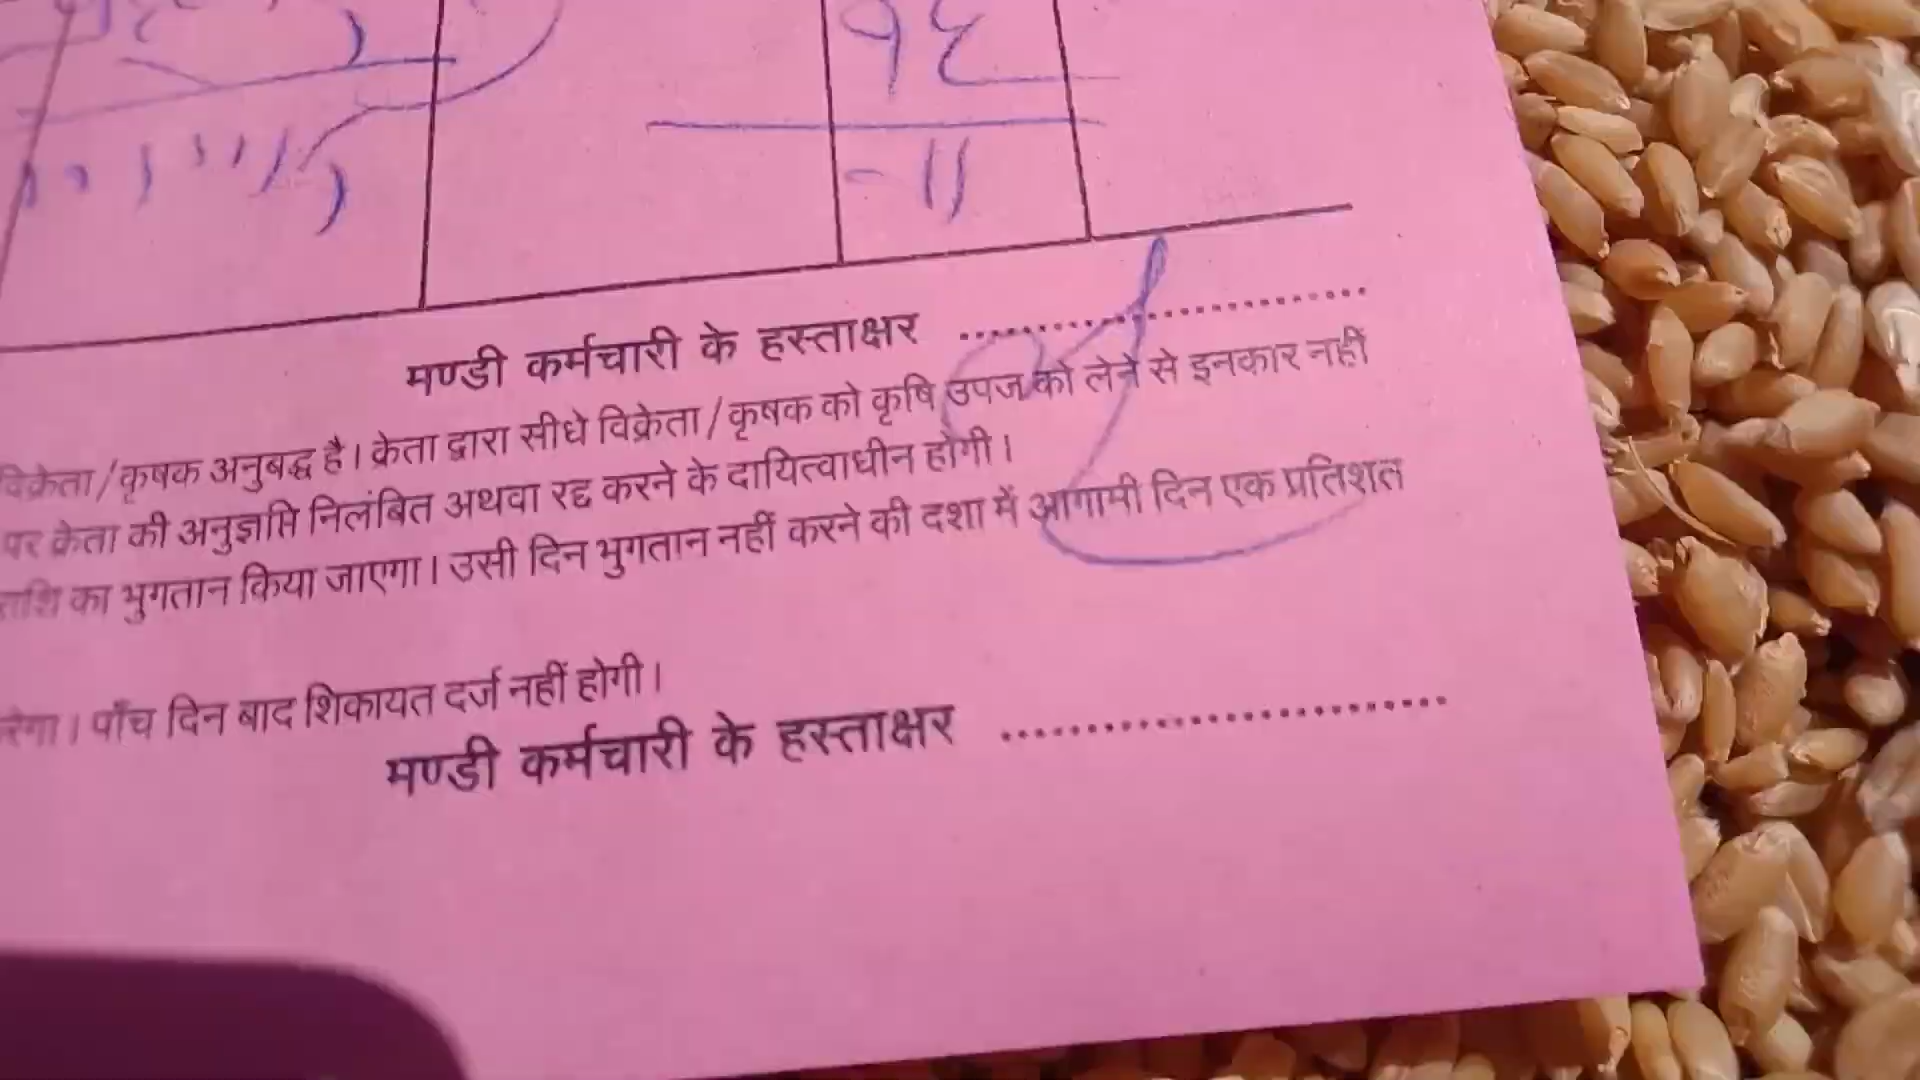 १६
मण्डी कर्मचारी के हस्ताक्षर ..............................
विक्रेता/कृषक अनुबद्ध है। क्रेता द्वारा सीधे विक्रेता/कृषक को कृषि उपज को लेने से इनकार नहीं
पर क्रेता की अनुज्ञप्ति निलंबित अथवा रद्द करने के दायित्वाधीन होगी।
राशि का भुगतान किया जाएगा। उसी दिन भुगतान नहीं करने की दशा में आगामी दिन एक प्रतिशत
पाँच दिन बाद शिकायत दर्ज नहीं होगी।
मण्डी कर्मचारी के हस्ताक्षर ..............................